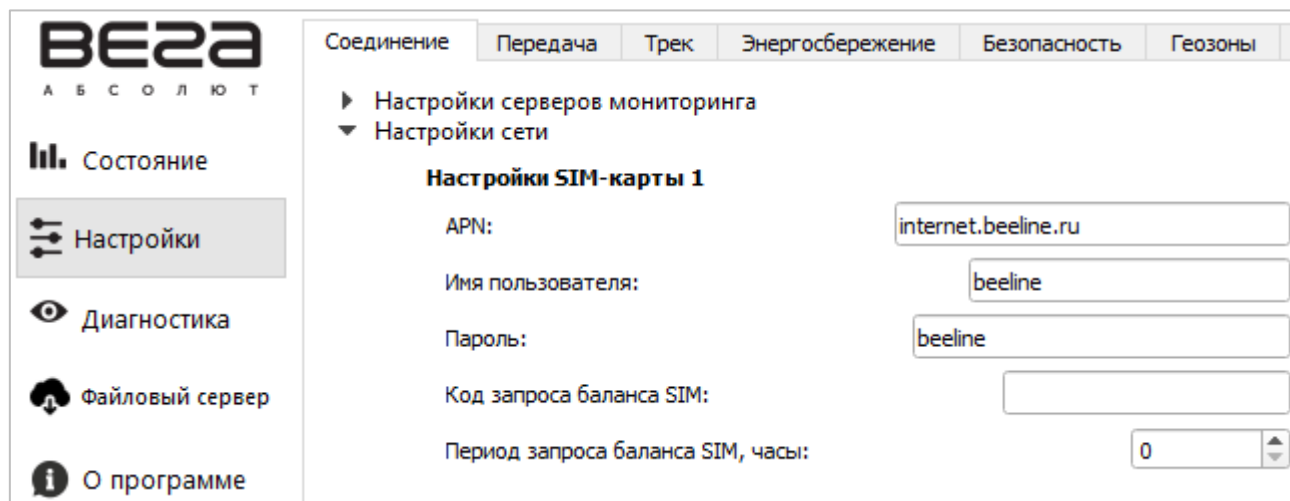 ВЕГА
АБСОЛЮТ
Состояние
Настройки
Диагностика
Файловый сервер
О программе
Соединение Передача Трек Энергосбережение Безопасность Геозоны
Настройки серверов мониторинга
Настройки сети
Настройки SIM-карты 1
APN: internet.beeline.ru
Имя пользователя: beeline
Пароль: beeline
Код запроса баланса SIM:
Период запроса баланса SIM, часы: 0